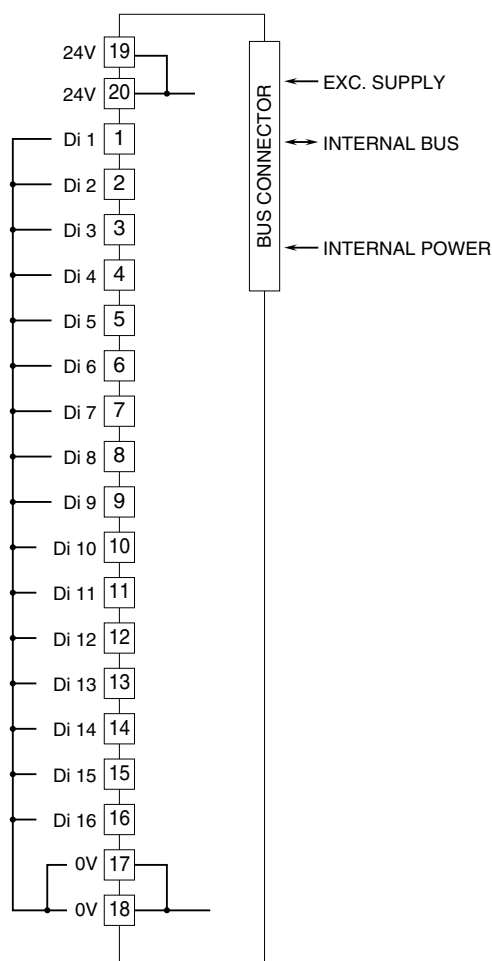 24V 19
24V 20
Di 1 1
Di 2 2
Di 3 3
Di 4 4
Di 5 5
Di 6 6
Di 7 7
Di 8 8
Di 9 9
Di 10 10
Di 11 11
Di 12 12
Di 13 13
Di 14 14
Di 15 15
Di 16 16
0V 17
0V 18
BUS CONNECTOR
EXC. SUPPLY
INTERNAL BUS
INTERNAL POWER